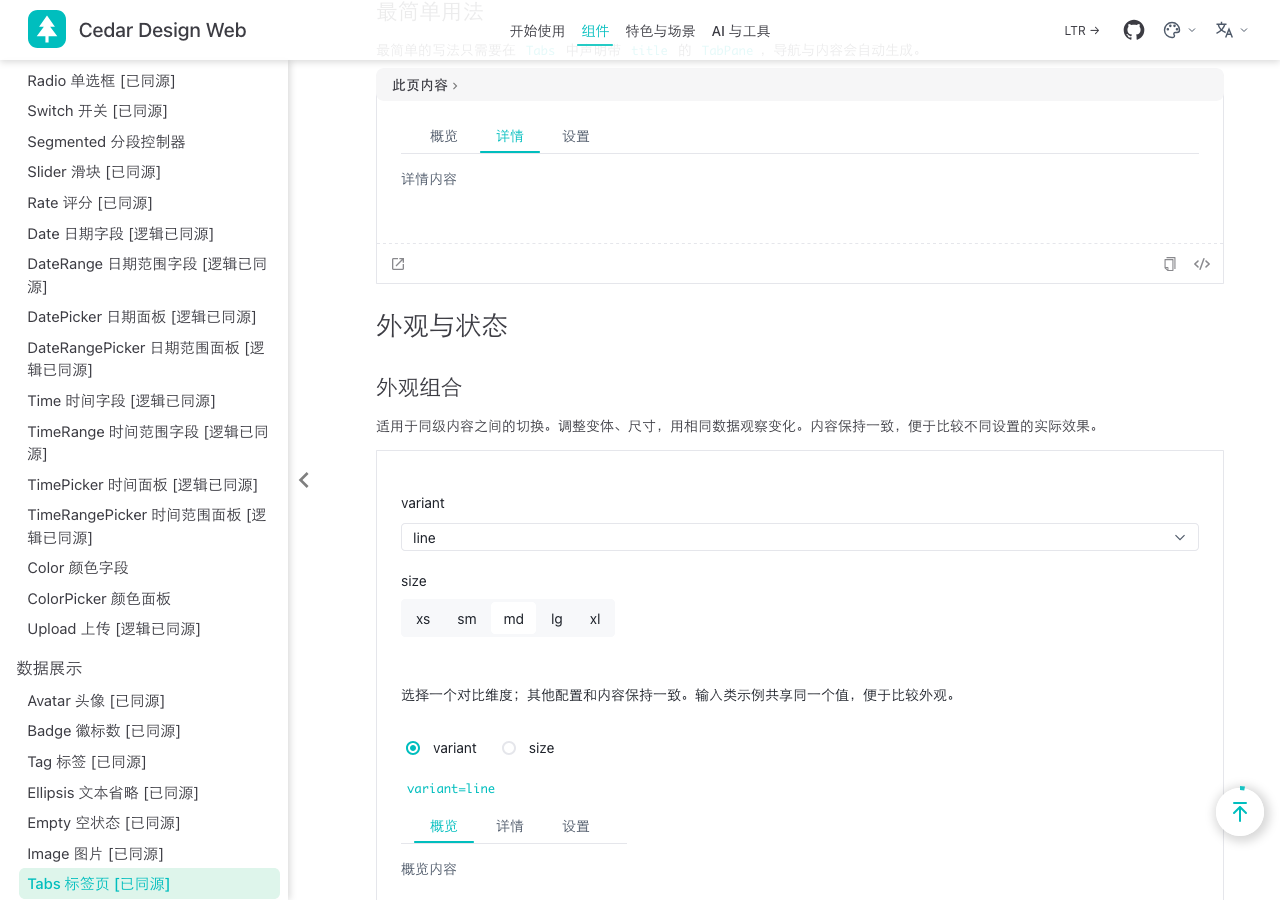 Cedar Design Web
开始使用
组件
特色与场景
AI 与工具
LTR →
Radio 单选框 [已同源]
Switch 开关 [已同源]
Segmented 分段控制器
Slider 滑块 [已同源]
Rate 评分 [已同源]
Date 日期字段 [逻辑已同源]
DateRange 日期范围字段 [逻辑已同
源]
DatePicker 日期面板 [逻辑已同源]
DateRangePicker 日期范围面板 [逻
辑已同源]
Time 时间字段 [逻辑已同源]
TimeRange 时间范围字段 [逻辑已同
源]
TimePicker 时间面板 [逻辑已同源]
TimeRangePicker 时间范围面板 [逻
辑已同源]
Color 颜色字段
ColorPicker 颜色面板
Upload 上传 [逻辑已同源]
数据展示
Avatar 头像 [已同源]
Badge 徽标数 [已同源]
Tag 标签 [已同源]
Ellipsis 文本省略 [已同源]
Empty 空状态 [已同源]
Image 图片 [已同源]
Tabs 标签页 [已同源]
最简单用法
最简单的写法只需要在 Tabs 中声明带 title 的 TabPane，导航与内容会自动生成。
此页内容 ›
概览
详情
设置
详情内容
外观与状态
外观组合
适用于同级内容之间的切换。调整变体、尺寸，用相同数据观察变化。内容保持一致，便于比较不同设置的实际效果。
variant
line
size
xs
sm
md
lg
xl
选择一个对比维度；其他配置和内容保持一致。输入类示例共享同一个值，便于比较外观。
variant
size
variant=line
概览
详情
设置
概览内容